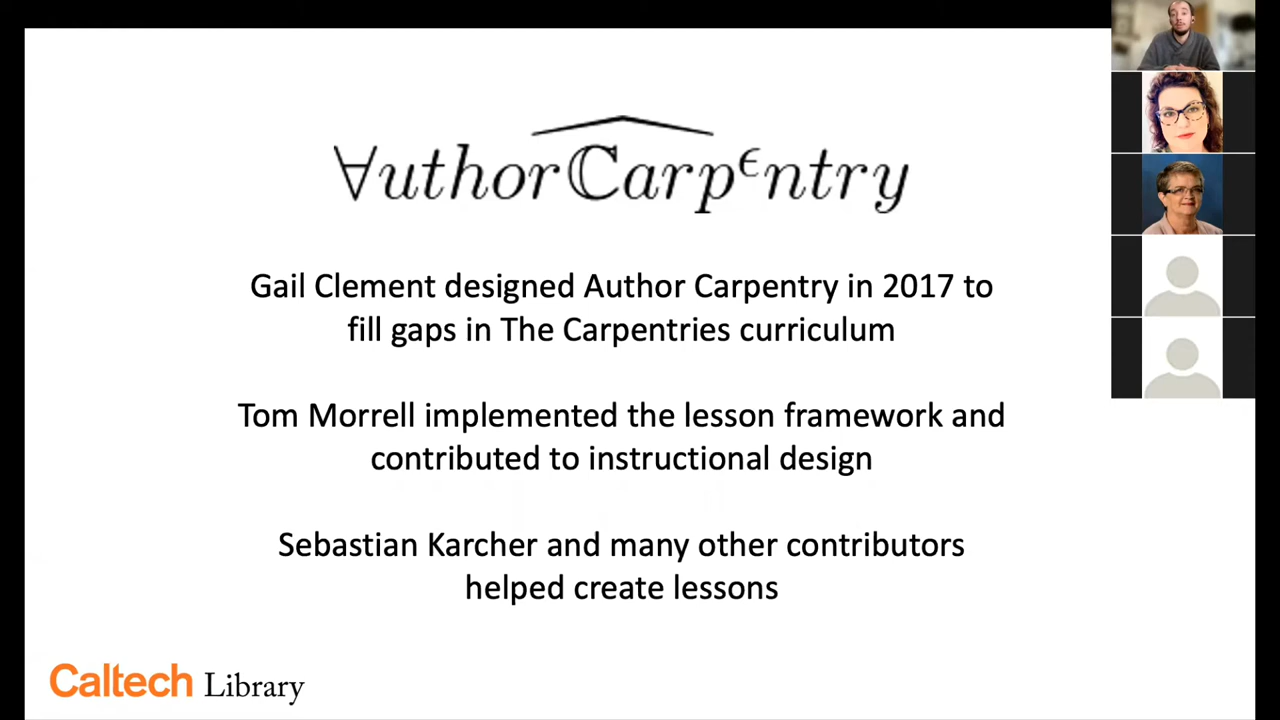 ∀uthorℂarpᵋntry
Gail Clement designed Author Carpentry in 2017 to
fill gaps in The Carpentries curriculum
Tom Morrell implemented the lesson framework and
contributed to instructional design
Sebastian Karcher and many other contributors
helped create lessons
Caltech Library